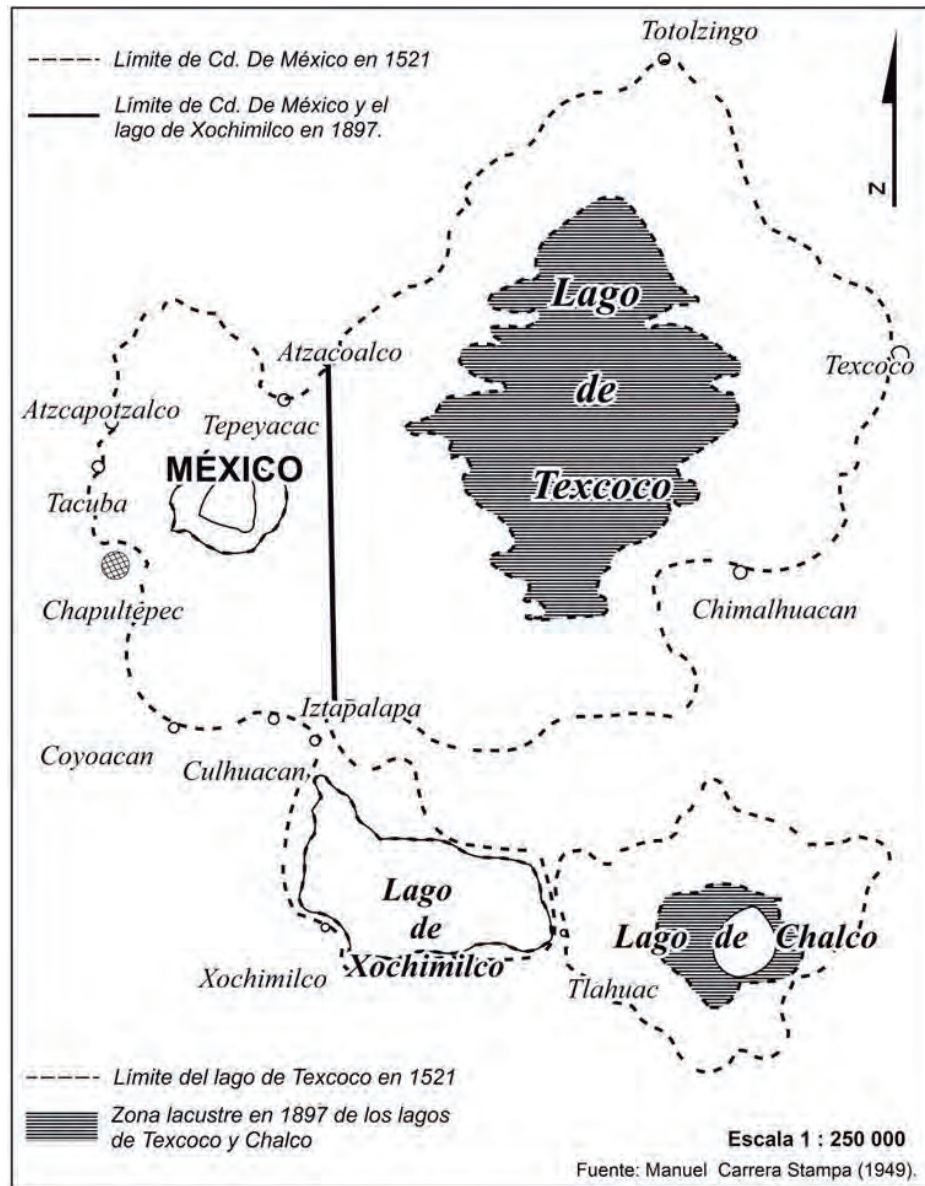 Límite de Cd. De México en 1521
Límite de Cd. De México y el
lago de Xochimilco en 1897.
Totolzingo
N
Lago
de
Texcoco
Atzacoalco
Texcoco
Atzcapotzalco
Tepeyacac
MÉXICO
Tacuba
Chapultepec
Chimalhuacan
Iztapalapa
Coyoacan
Culhuacan
Lago
de
Xochimilco
Lago de Chalco
Xochimilco
Tlahuac
Límite del lago de Texcoco en 1521
Zona lacustre en 1897 de los lagos
de Texcoco y Chalco
Escala 1 : 250 000
Fuente: Manuel Carrera Stampa (1949).